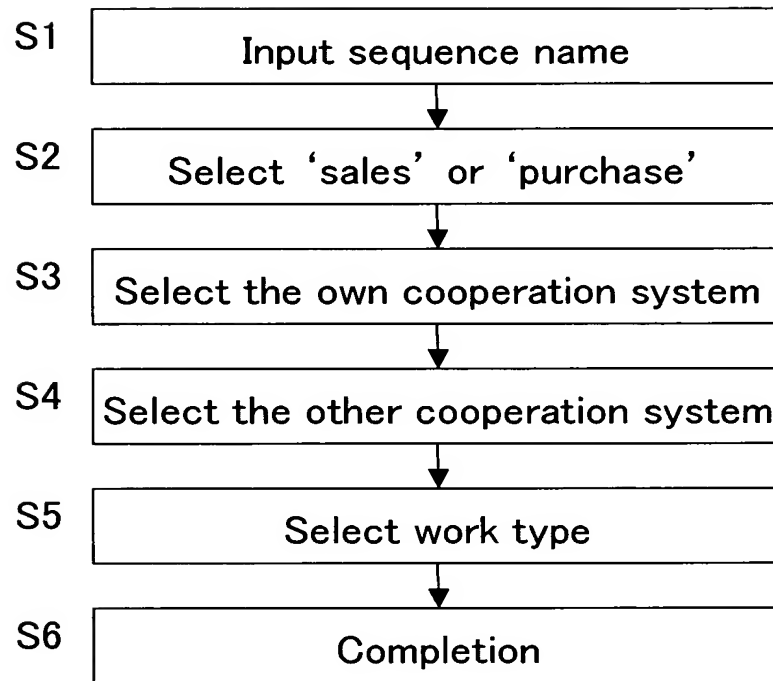 S1 Input sequence name
S2 Select ‘sales’ or ‘purchase’
S3 Select the own cooperation system
S4 Select the other cooperation system
S5 Select work type
S6 Completion